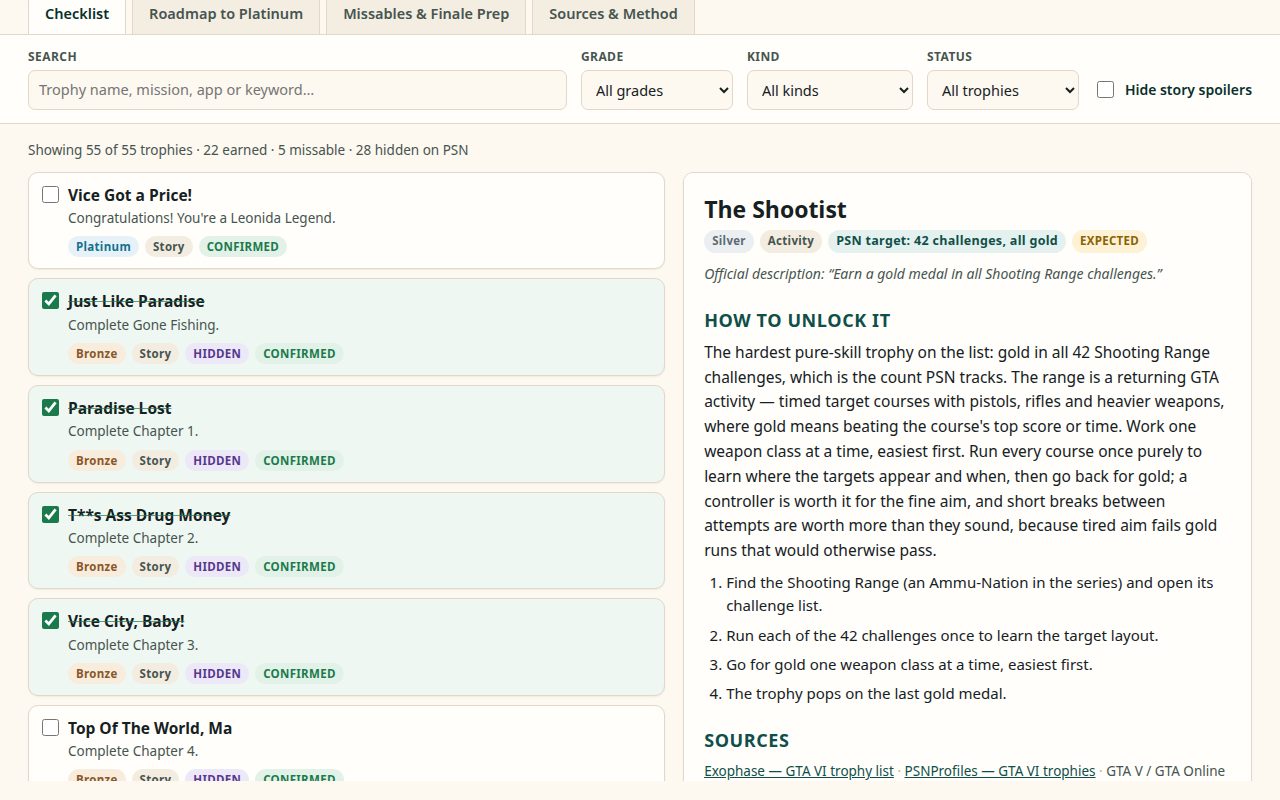 Checklist
Roadmap to Platinum
Missables & Finale Prep
Sources & Method
SEARCH
GRADE
KIND
STATUS
Trophy name, mission, app or keyword...
All grades
All kinds
All trophies
Hide story spoilers
Showing 55 of 55 trophies · 22 earned · 5 missable · 28 hidden on PSN
Vice Got a Price!
Congratulations! You're a Leonida Legend.
Platinum Story CONFIRMED
Just Like Paradise
Complete Gone Fishing.
Bronze Story HIDDEN CONFIRMED
Paradise Lost
Complete Chapter 1.
Bronze Story HIDDEN CONFIRMED
T**s Ass Drug Money
Complete Chapter 2.
Bronze Story HIDDEN CONFIRMED
Vice City, Baby!
Complete Chapter 3.
Bronze Story HIDDEN CONFIRMED
Top Of The World, Ma
Complete Chapter 4.
Bronze Story HIDDEN CONFIRMED
The Shootist
Silver Activity PSN target: 42 challenges, all gold EXPECTED
Official description: “Earn a gold medal in all Shooting Range challenges.”
HOW TO UNLOCK IT
The hardest pure-skill trophy on the list: gold in all 42 Shooting Range
challenges, which is the count PSN tracks. The range is a returning GTA
activity — timed target courses with pistols, rifles and heavier weapons,
where gold means beating the course's top score or time. Work one
weapon class at a time, easiest first. Run every course once purely to
learn where the targets appear and when, then go back for gold; a
controller is worth it for the fine aim, and short breaks between
attempts are worth more than they sound, because tired aim fails gold
runs that would otherwise pass.
1. Find the Shooting Range (an Ammu-Nation in the series) and open its
challenge list.
2. Run each of the 42 challenges once to learn the target layout.
3. Go for gold one weapon class at a time, easiest first.
4. The trophy pops on the last gold medal.
SOURCES
Exophase — GTA VI trophy list · PSNProfiles — GTA VI trophies · GTA V / GTA Online